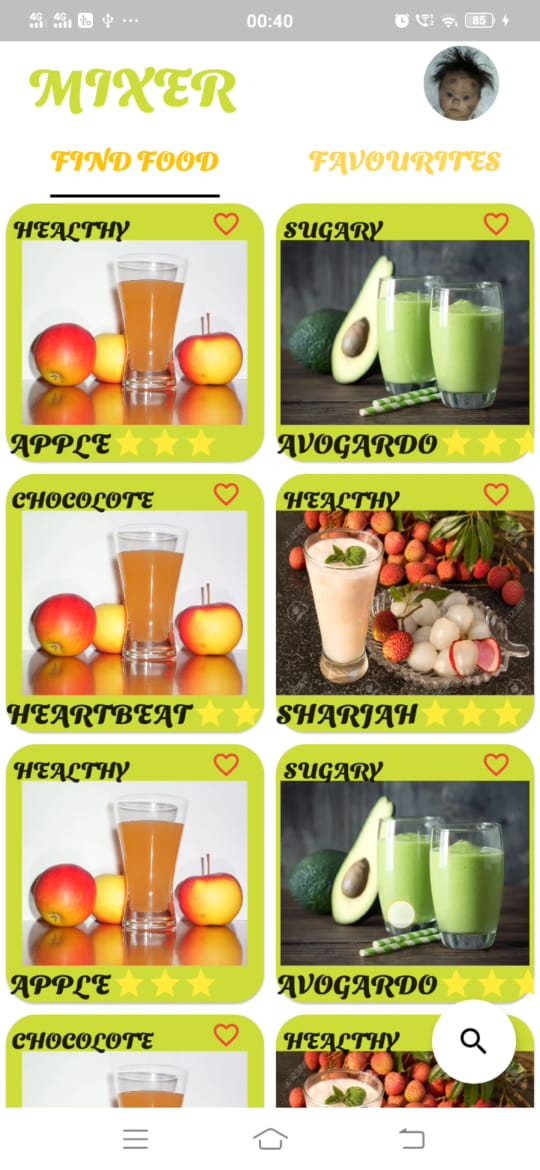 4G 4G 00:40 85
MIXER
FIND FOOD FAVOURITES
HEALTHY SUGARY
APPLE AVOGARDO
CHOCOLOTE HEALTHY
HEARTBEAT SHARJAH
HEALTHY SUGARY
APPLE AVOGARDO
CHOCOLOTE HEALTHY